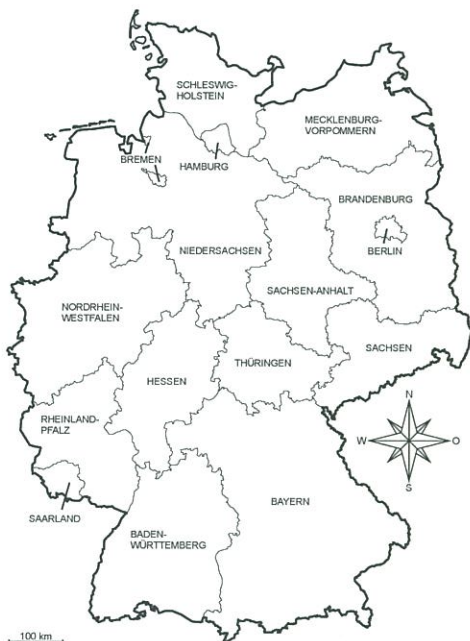 SCHLESWIG-
HOLSTEIN
MECKLENBURG-
VORPOMMERN
BREMEN
HAMBURG
BRANDENBURG
BERLIN
NIEDERSACHSEN
SACHSEN-ANHALT
NORDRHEIN-
WESTFALEN
SACHSEN
THÜRINGEN
HESSEN
RHEINLAND-
PFALZ
N
W
O
S
SAARLAND
BAYERN
BADEN-
WÜRTTEMBERG
100 km